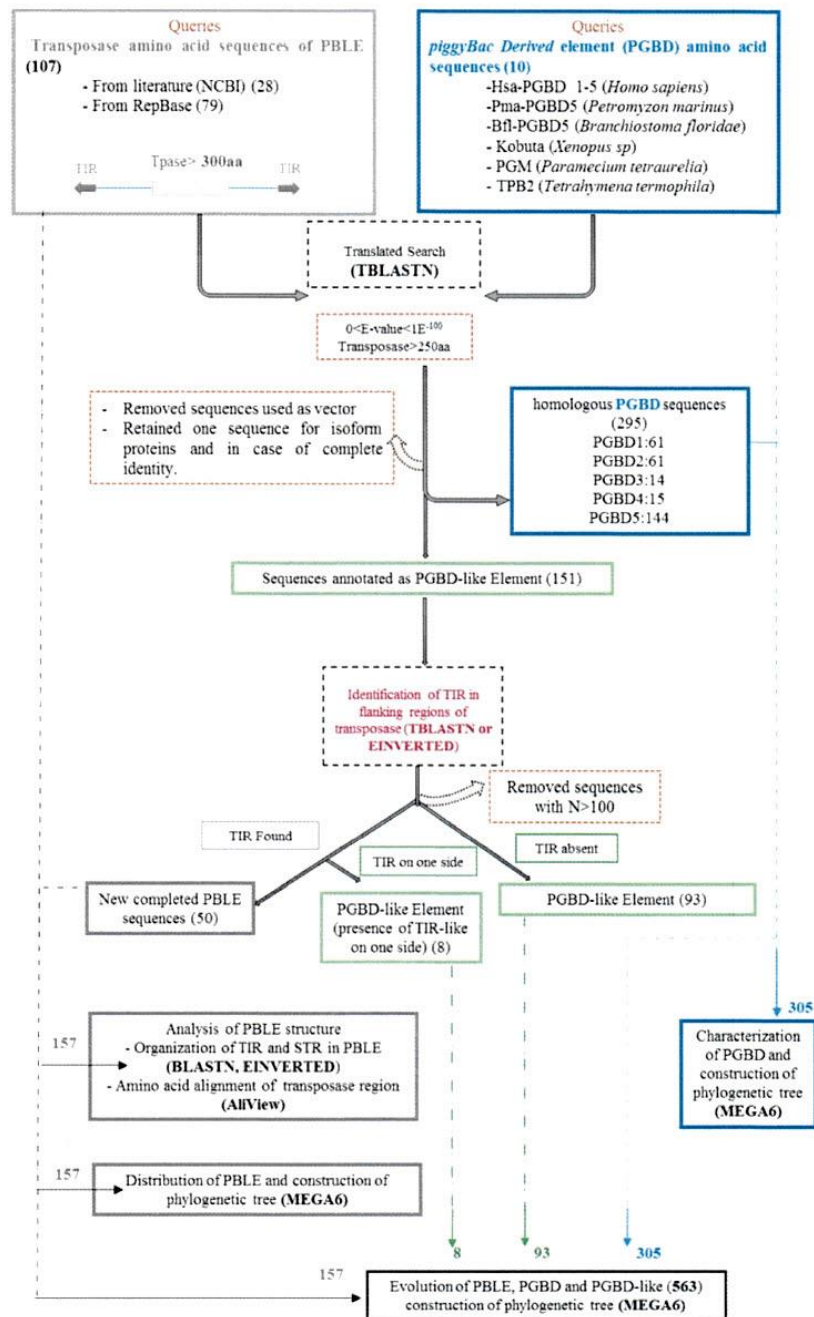 Queries
Transposase amino acid sequences of PBLE
(107)
- From literature (NCBI) (28)
- From RepBase (79)
TIR
Tpase> 300aa
TIR
Queries
piggyBac Derived element (PGBD) amino acid
sequences (10)
-Hsa-PGBD 1-5 (Homo sapiens)
-Pma-PGBD5 (Petromyzon marinus)
-Bfl-PGBD5 (Branchiostoma floridae)
- Kobuta (Xenopus sp)
- PGM (Paramecium tetraurelia)
- TPB2 (Tetrahymena termophila)
Translated Search
(TBLASTN)
0<E-value<1E-100
Transposase>250aa
- Removed sequences used as vector
- Retained one sequence for isoform
proteins and in case of complete
identity.
homologous PGBD sequences
(295)
PGBD1:61
PGBD2:61
PGBD3:14
PGBD4:15
PGBD5:144
Sequences annotated as PGBD-like Element (151)
Identification of TIR in
flanking regions of
transposase (TBLASTN or
EINVERTED)
Removed sequences
with N>100
TIR Found
TIR on one side
TIR absent
New completed PBLE
sequences (50)
PGBD-like Element
(presence of TIR-like
on one side) (8)
PGBD-like Element (93)
157
Analysis of PBLE structure
- Organization of TIR and STR in PBLE
(BLASTN, EINVERTED)
- Amino acid alignment of transposase region
(AliView)
305
Characterization
of PGBD and
construction of
phylogenetic tree
(MEGA6)
157
Distribution of PBLE and construction of
phylogenetic tree (MEGA6)
8
93
305
157
Evolution of PBLE, PGBD and PGBD-like (563)
construction of phylogenetic tree (MEGA6)